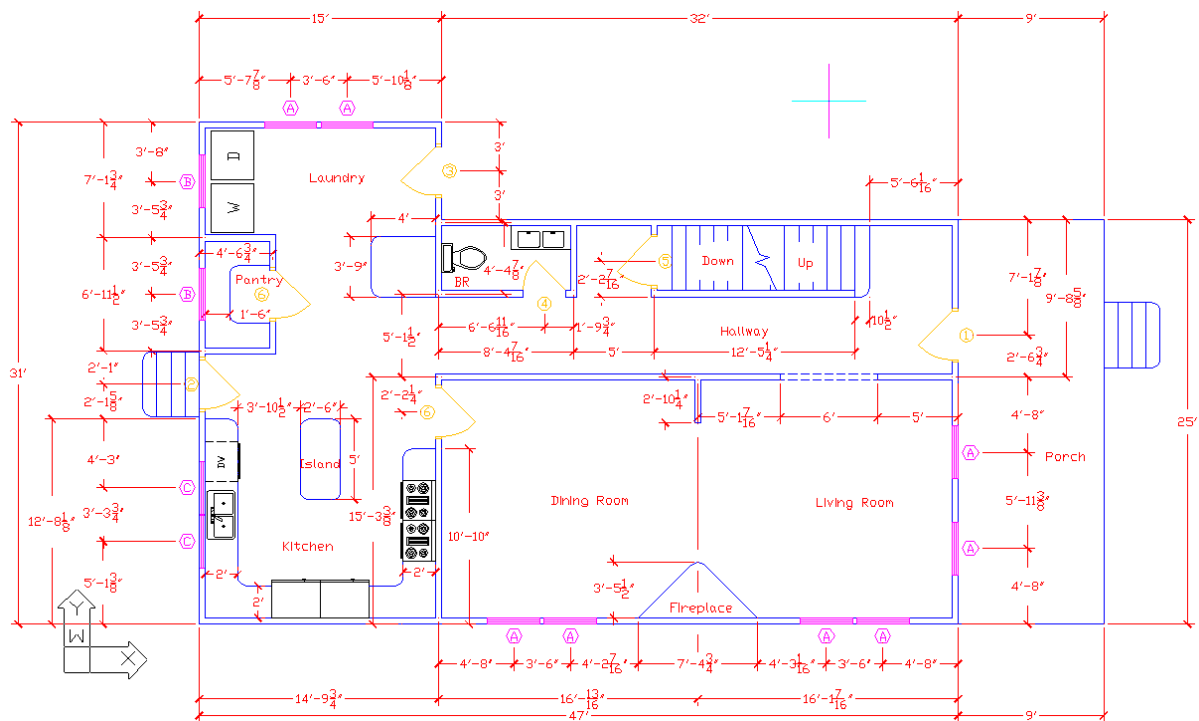 15'
32'
9'
5'-7 7/8"
3'-6"
5'-10 1/8"
A
A
3'-8"
7'-1 3/4"
B
3'-5 3/4"
D
W
Laundry
3
3'
3'
5'-6 1/16"
4'
4'-6 3/4"
3'-9"
Pantry
6
1'-6"
3'-5 3/4"
6'-11 1/2"
B
3'-5 3/4"
4'-4 7/8"
BR
2'-2 7/16"
5
Down
Up
4
6'-6 11/16"
1'-9 3/4"
Hallway
10 1/2"
7'-1 7/8"
9'-8 5/8"
1
5'-1 1/2"
8'-4 7/16"
5'
12'-5 1/4"
2'-6 3/4"
31'
2'-1"
2
2'-1 5/8"
3'-10 1/2"
2'-6"
2'-2 1/4"
6
2'-10 1/4"
5'-1 7/16"
6'
5'
4'-8"
25'
4'-3"
DW
Island
5'
A
Porch
C
12'-8 1/8"
3'-3 3/4"
15'-3 3/8"
Dining Room
Living Room
5'-11 3/8"
C
Kitchen
10'-10"
A
5'-1 3/8"
2'
2'
2'
3'-5 1/2"
Fireplace
4'-8"
Y
W
X
A
A
A
A
4'-8"
3'-6"
4'-2 7/16"
7'-4 3/4"
4'-3 1/16"
3'-6"
4'-8"
14'-9 3/4"
16'-13/16"
16'-1 7/16"
47'
9'